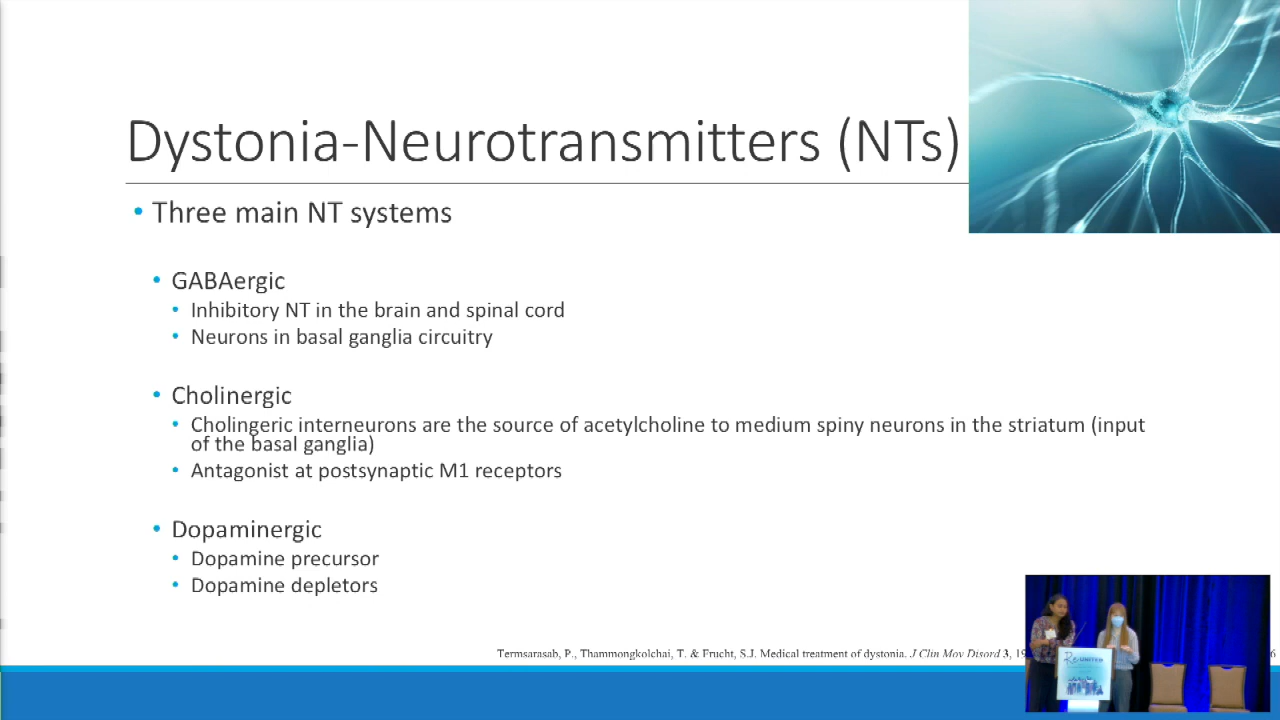 Dystonia-Neurotransmitters (NTs)
• Three main NT systems
• GABAergic
• Inhibitory NT in the brain and spinal cord
• Neurons in basal ganglia circuitry
• Cholinergic
• Cholingeric interneurons are the source of acetylcholine to medium spiny neurons in the striatum (input
of the basal ganglia)
• Antagonist at postsynaptic M1 receptors
• Dopaminergic
• Dopamine precursor
• Dopamine depletors
Termsarasab, P., Thammongkolchai, T. & Frucht, S.J. Medical treatment of dystonia. J Clin Mov Disord 3,